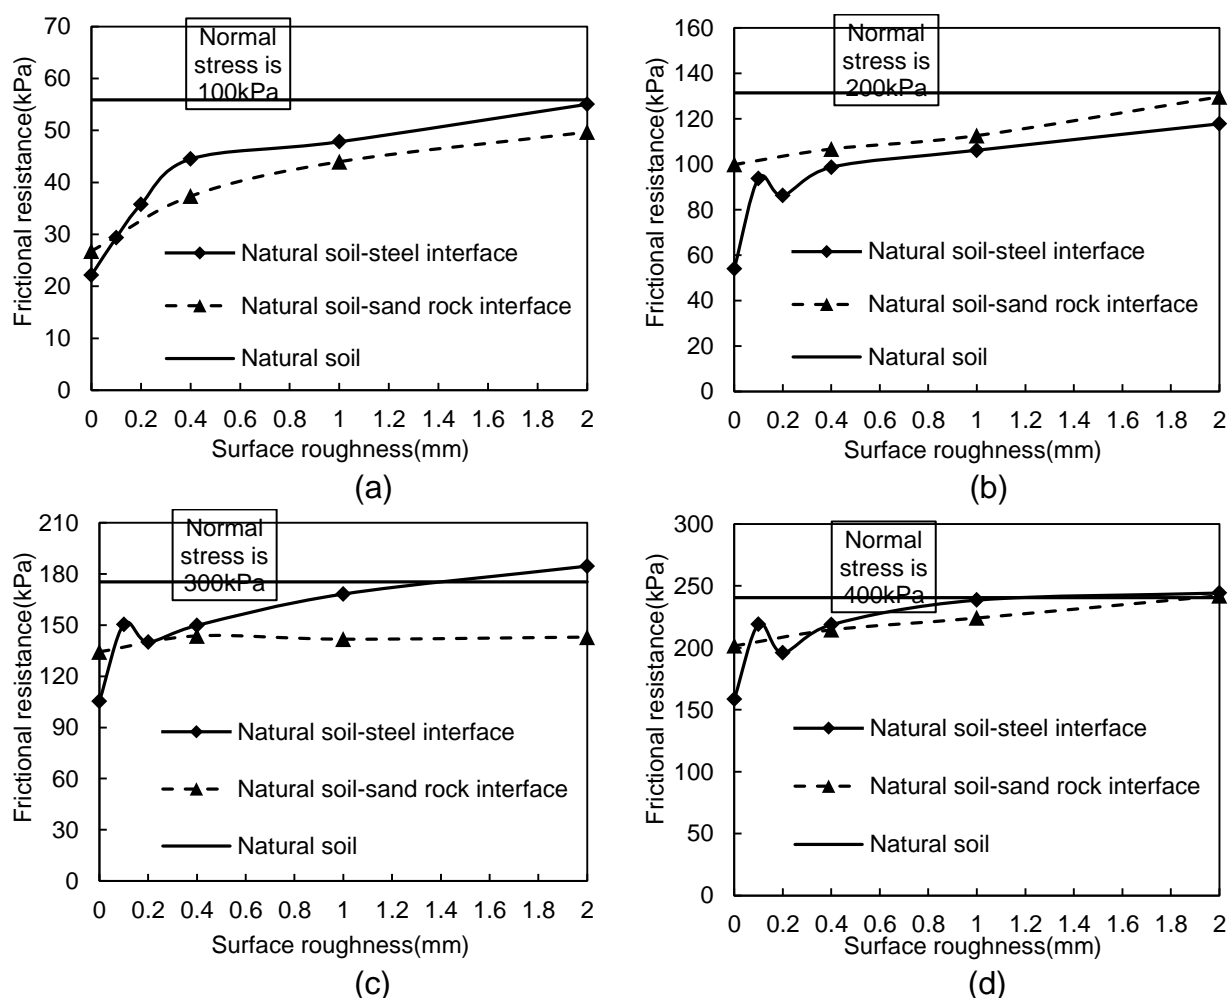 70
60
50
40
30
20
10
0
Frictional resistance(kPa)
Normal
stress is
100kPa
Natural soil-steel interface
Natural soil-sand rock interface
Natural soil
0 0.2 0.4 0.6 0.8 1 1.2 1.4 1.6 1.8 2
Surface roughness(mm)
(a)
160
140
120
100
80
60
40
20
0
Frictional resistance(kPa)
Normal
stress is
200kPa
Natural soil-steel interface
Natural soil-sand rock interface
Natural soil
0 0.2 0.4 0.6 0.8 1 1.2 1.4 1.6 1.8 2
Surface roughness(mm)
(b)
210
180
150
120
90
60
30
0
Frictional resistance(kPa)
Normal
stress is
300kPa
Natural soil-steel interface
Natural soil-sand rock interface
Natural soil
0 0.2 0.4 0.6 0.8 1 1.2 1.4 1.6 1.8 2
Surface roughness(mm)
(c)
300
250
200
150
100
50
0
Frictional resistance(kPa)
Normal
stress is
400kPa
Natural soil-steel interface
Natural soil-sand rock interface
Natural soil
0 0.2 0.4 0.6 0.8 1 1.2 1.4 1.6 1.8 2
Surface roughness(mm)
(d)